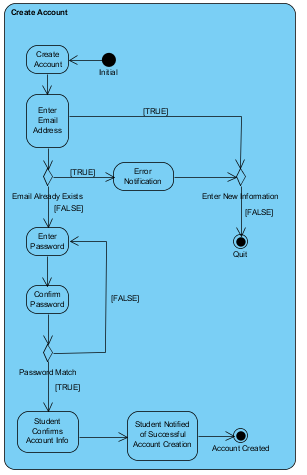 Create Account
Create
Account
Initial
Enter
Email
Address
[TRUE]
[TRUE]
Error
Notification
Email Already Exists
Enter New Information
[FALSE]
[FALSE]
Enter
Password
Quit
Confirm
Password
[FALSE]
Password Match
[TRUE]
Student
Confirms
Account Info
Student Notified
of Successful
Account Creation
Account Created